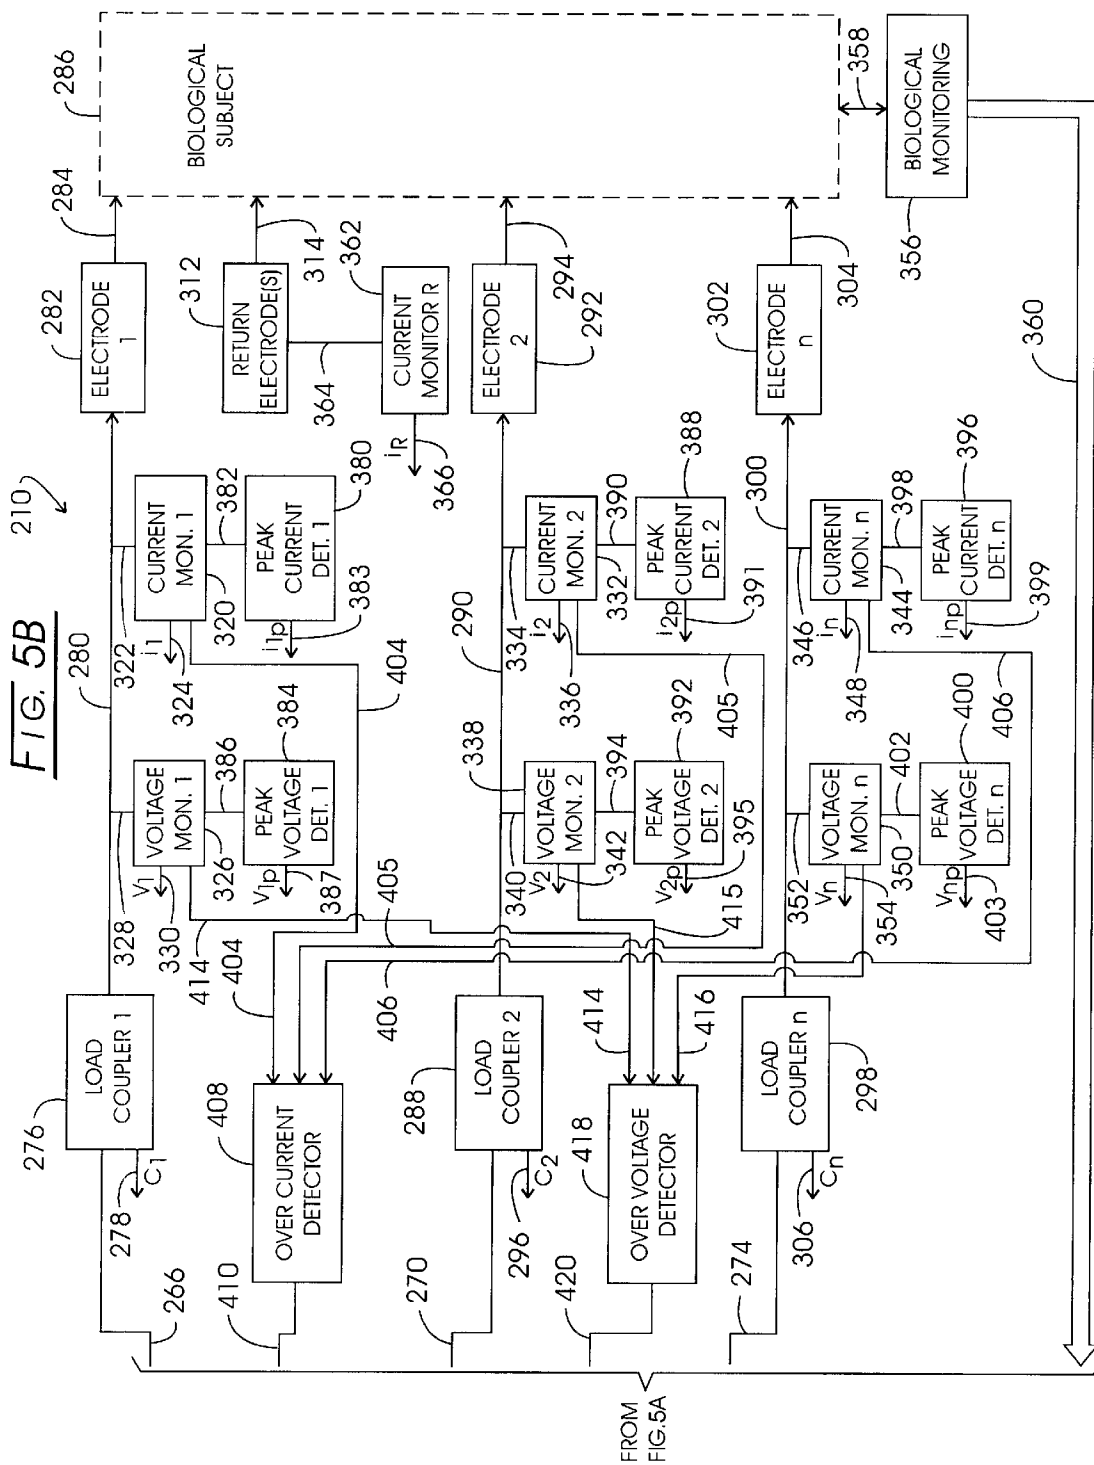 FIG. 5B
210
276
LOAD
COUPLER 1
278
C1
266
328
280
322
282
ELECTRODE
1
284
286
BIOLOGICAL
SUBJECT
VOLTAGE
MON. 1
V1
330
326
386
384
PEAK
VOLTAGE
DET. 1
V1p
387
CURRENT
MON. 1
i1
324
320
382
380
PEAK
CURRENT
DET. 1
i1p
383
312
RETURN
ELECTRODE(S)
314
364
362
CURRENT
MONITOR R
iR
366
414
404
405
406
404
408
OVER CURRENT
DETECTOR
410
288
LOAD
COUPLER 2
296
C2
270
290
340
338
VOLTAGE
MON. 2
V2
342
394
392
PEAK
VOLTAGE
DET. 2
V2p
395
415
334
CURRENT
MON. 2
i2
336
332
390
388
PEAK
CURRENT
DET. 2
i2p
391
405
ELECTRODE
2
292
294
414
416
418
OVER VOLTAGE
DETECTOR
420
LOAD
COUPLER n
298
306
Cn
274
352
VOLTAGE
MON. n
Vn
354
350
402
400
PEAK
VOLTAGE
DET. n
Vnp
403
300
346
CURRENT
MON. n
in
348
344
398
396
PEAK
CURRENT
DET. n
inp
399
406
302
ELECTRODE
n
304
358
BIOLOGICAL
MONITORING
356
360
FROM
FIG.5A